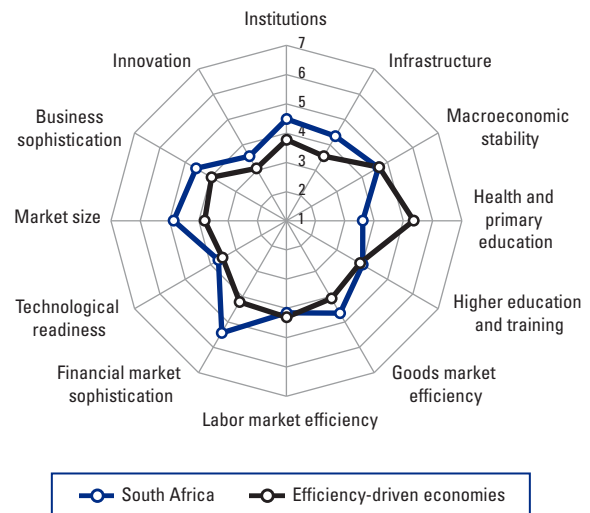 Institutions
7
Innovation
Infrastructure
6
5
Business
sophistication
Macroeconomic
stability
4
3
2
Market size
1
Health and
primary
education
Technological
readiness
Higher education
and training
Financial market
sophistication
Goods market
efficiency
Labor market efficiency
South Africa
Efficiency-driven economies